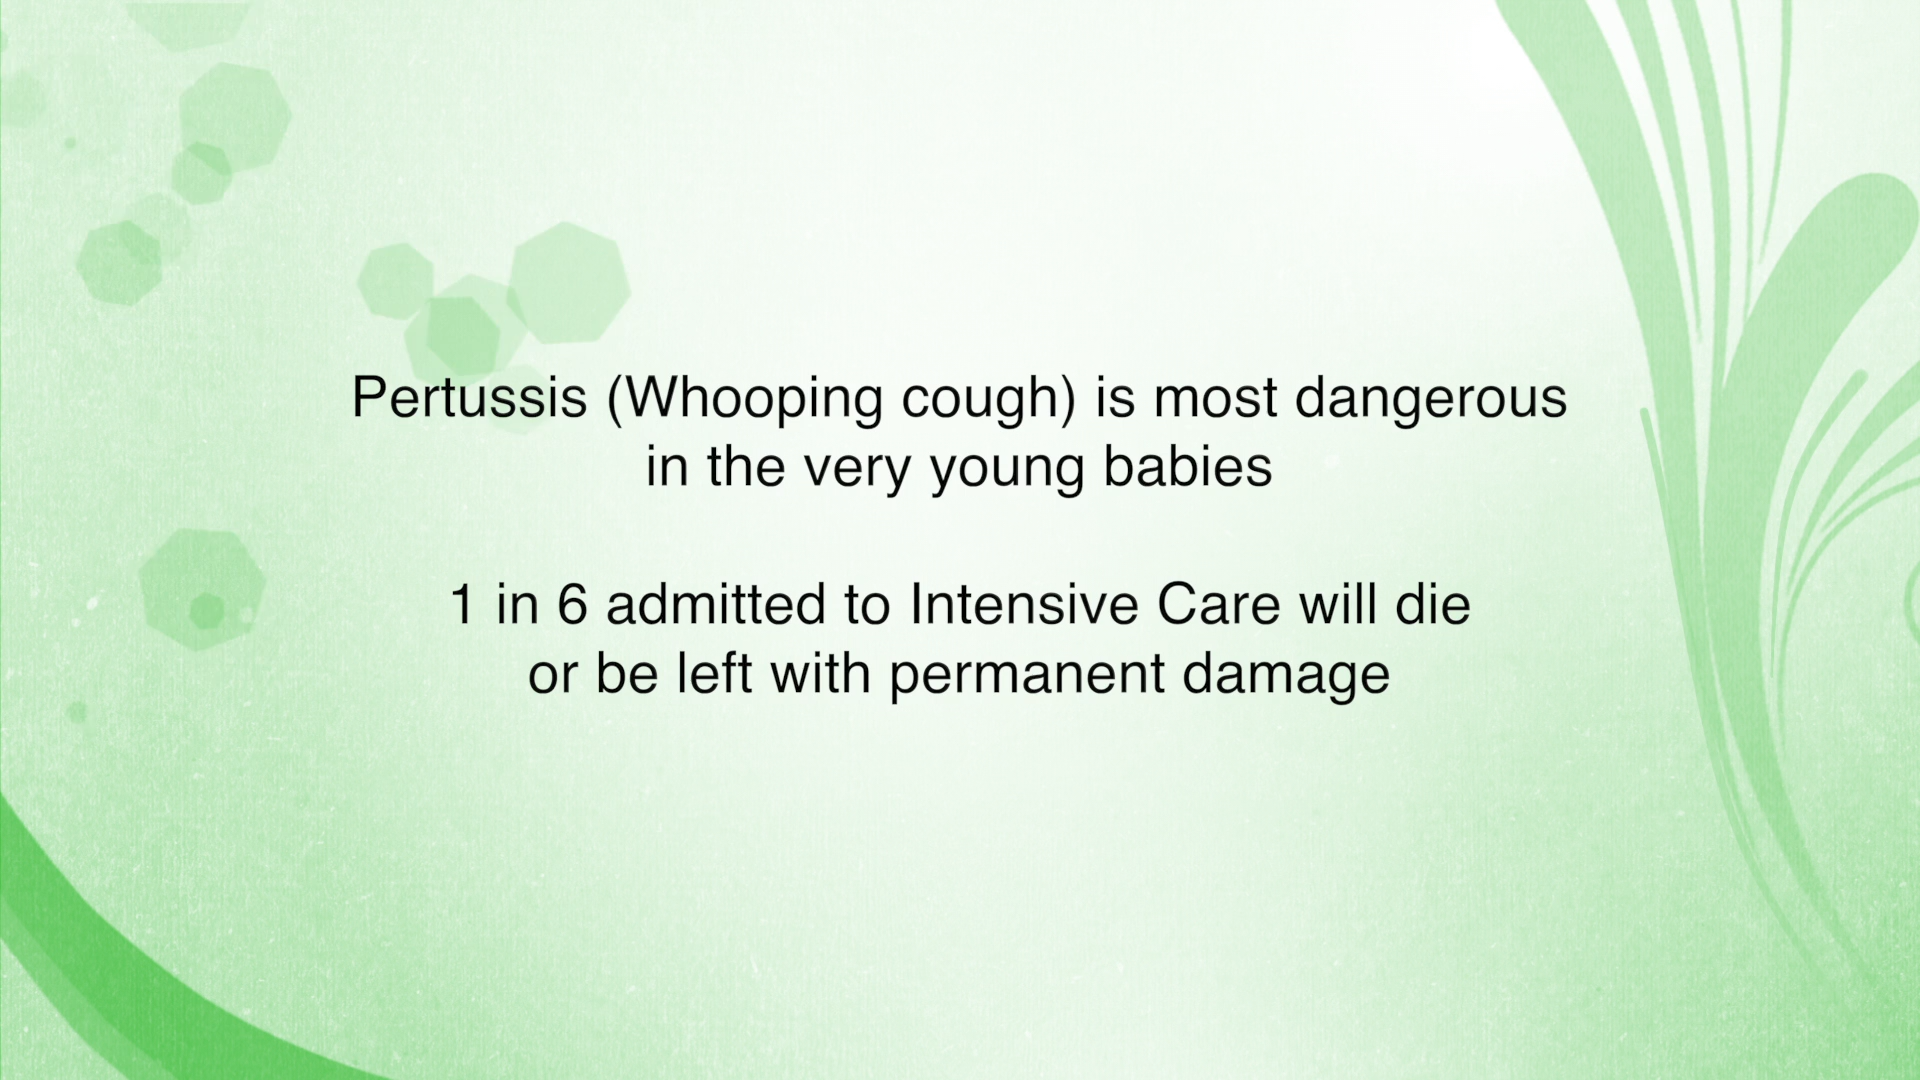 Pertussis (Whooping cough) is most dangerous
in the very young babies
1 in 6 admitted to Intensive Care will die
or be left with permanent damage